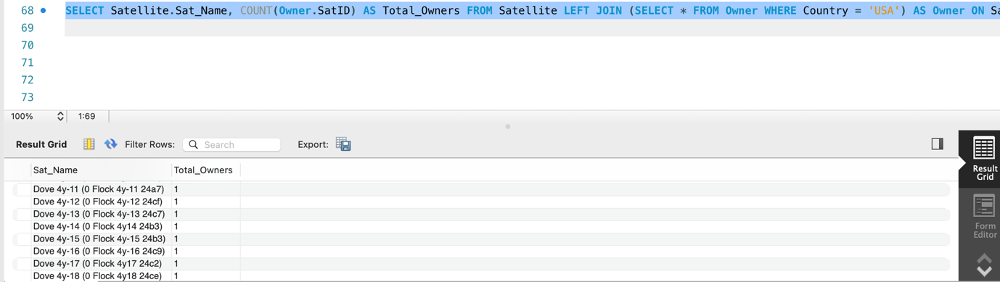 68 SELECT Satellite.Sat_Name, COUNT(Owner.SatID) AS Total_Owners FROM Satellite LEFT JOIN (SELECT * FROM Owner WHERE Country = 'USA') AS Owner ON Sa
69
70
71
72
73
100% 1:69
Result Grid Filter Rows: Search Export:
Sat_Name Total_Owners
Dove 4y-11 (0 Flock 4y-11 24a7) 1
Dove 4y-12 (0 Flock 4y-12 24cf) 1
Dove 4y-13 (0 Flock 4y-13 24c7) 1
Dove 4y-14 (0 Flock 4y14 24b3) 1
Dove 4y-15 (0 Flock 4y-15 24b3) 1
Dove 4y-16 (0 Flock 4y-16 24c9) 1
Dove 4y-17 (0 Flock 4y17 24c2) 1
Dove 4y-18 (0 Flock 4y18 24ce) 1
Result
Grid
Form
Editor